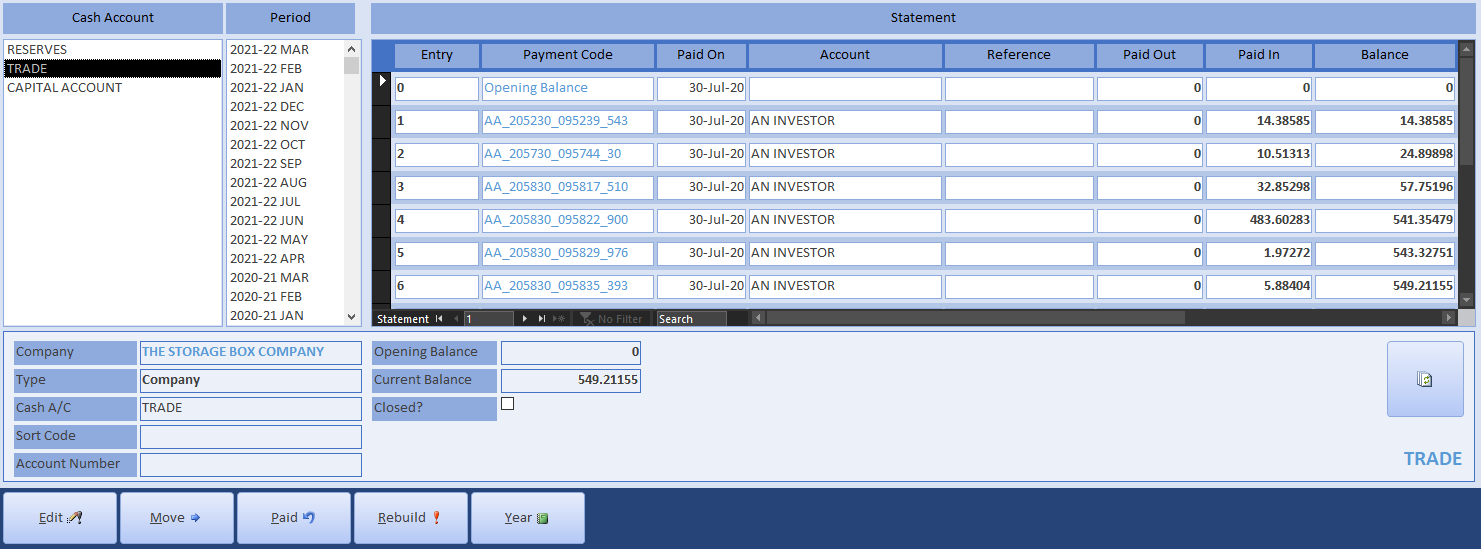 Cash Account Period Statement
RESERVES
TRADE
CAPITAL ACCOUNT
2021-22 MAR
2021-22 FEB
2021-22 JAN
2021-22 DEC
2021-22 NOV
2021-22 OCT
2021-22 SEP
2021-22 AUG
2021-22 JUL
2021-22 JUN
2021-22 MAY
2021-22 APR
2020-21 MAR
2020-21 FEB
2020-21 JAN
Entry Payment Code Paid On Account Reference Paid Out Paid In Balance
0 Opening Balance 30-Jul-20 0 0 0
1 AA_205230_095239_543 30-Jul-20 AN INVESTOR 0 14.38585 14.38585
2 AA_205730_095744_30 30-Jul-20 AN INVESTOR 0 10.51313 24.89898
3 AA_205830_095817_510 30-Jul-20 AN INVESTOR 0 32.85298 57.75196
4 AA_205830_095822_900 30-Jul-20 AN INVESTOR 0 483.60283 541.35479
5 AA_205830_095829_976 30-Jul-20 AN INVESTOR 0 1.97272 543.32751
6 AA_205830_095835_393 30-Jul-20 AN INVESTOR 0 5.88404 549.21155
Statement 1 No Filter Search
Company THE STORAGE BOX COMPANY
Type Company
Cash A/C TRADE
Sort Code
Account Number
Opening Balance 0
Current Balance 549.21155
Closed?
TRADE
Edit Move Paid Rebuild Year